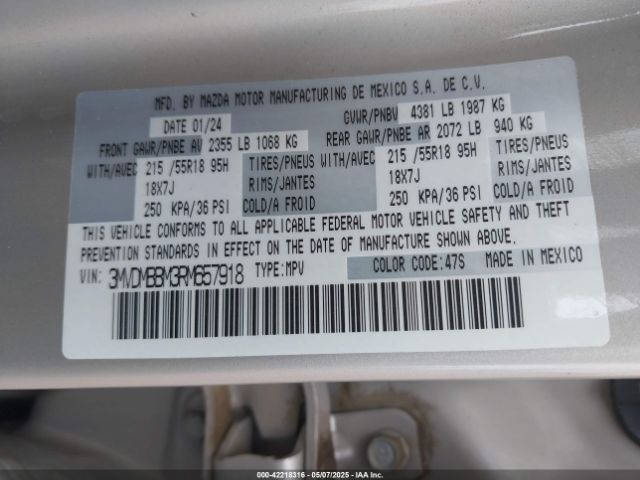 MFD. BY MAZDA MOTOR MANUFACTURING DE MEXICO S.A. DE C.V.
DATE 01/24 GVWR/PNBV 4381 LB 1987 KG
FRONT GAWR/PNBE AV 2355 LB 1068 KG REAR GAWR/PNBE AR 2072 LB 940 KG
WITH/AVEC 215 /55R18 95H TIRES/PNEUS WITH/AVEC 215 /55R18 95H TIRES/PNEUS
18X7J RIMS/JANTES 18X7J RIMS/JANTES
250 KPA/36 PSI COLD/A FROID 250 KPA/36 PSI COLD/A FROID
THIS VEHICLE CONFORMS TO ALL APPLICABLE FEDERAL MOTOR VEHICLE SAFETY AND THEFT
PREVENTION STANDARDS IN EFFECT ON THE DATE OF MANUFACTURE SHOWN ABOVE.
VIN: 3MVDMBBM3RM657918 TYPE:MPV COLOR CODE:47S MADE IN MEXICO
000-42218316 - 05/07/2025 - IAAI.COM